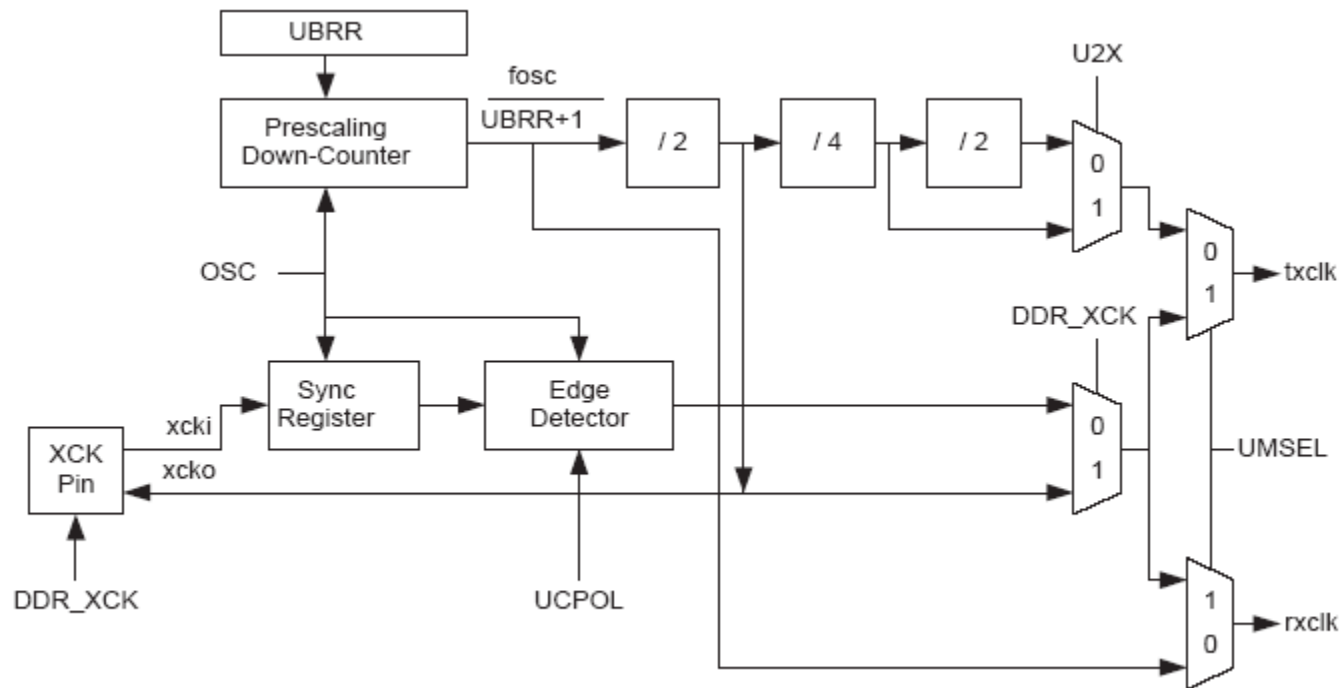 UBRR
fosc
UBRR+1
U2X
Prescaling
Down-Counter
/ 2
/ 4
/ 2
0
1
OSC
0
1
txclk
DDR_XCK
Sync
Register
Edge
Detector
0
1
xcki
XCK
Pin
xcko
UMSEL
DDR_XCK
UCPOL
1
0
rxclk